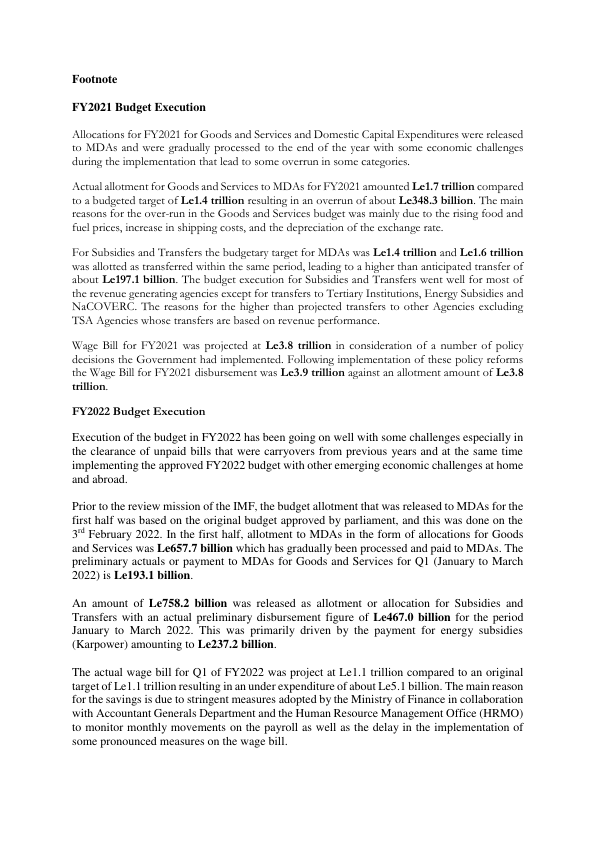 Footnote
FY2021 Budget Execution
Allocations for FY2021 for Goods and Services and Domestic Capital Expenditures were released
to MDAs and were gradually processed to the end of the year with some economic challenges
during the implementation that lead to some overrun in some categories.
Actual allotment for Goods and Services to MDAs for FY2021 amounted Le1.7 trillion compared
to a budgeted target of Le1.4 trillion resulting in an overrun of about Le348.3 billion. The main
reasons for the over-run in the Goods and Services budget was mainly due to the rising food and
fuel prices, increase in shipping costs, and the depreciation of the exchange rate.
For Subsidies and Transfers the budgetary target for MDAs was Le1.4 trillion and Le1.6 trillion
was allotted as transferred within the same period, leading to a higher than anticipated transfer of
about Le197.1 billion. The budget execution for Subsidies and Transfers went well for most of
the revenue generating agencies except for transfers to Tertiary Institutions, Energy Subsidies and
NaCOVERC. The reasons for the higher than projected transfers to other Agencies excluding
TSA Agencies whose transfers are based on revenue performance.
Wage Bill for FY2021 was projected at Le3.8 trillion in consideration of a number of policy
decisions the Government had implemented. Following implementation of these policy reforms
the Wage Bill for FY2021 disbursement was Le3.9 trillion against an allotment amount of Le3.8
trillion.
FY2022 Budget Execution
Execution of the budget in FY2022 has been going on well with some challenges especially in
the clearance of unpaid bills that were carryovers from previous years and at the same time
implementing the approved FY2022 budget with other emerging economic challenges at home
and abroad.
Prior to the review mission of the IMF, the budget allotment that was released to MDAs for the
first half was based on the original budget approved by parliament, and this was done on the
3rd February 2022. In the first half, allotment to MDAs in the form of allocations for Goods
and Services was Le657.7 billion which has gradually been processed and paid to MDAs. The
preliminary actuals or payment to MDAs for Goods and Services for Q1 (January to March
2022) is Le193.1 billion.
An amount of Le758.2 billion was released as allotment or allocation for Subsidies and
Transfers with an actual preliminary disbursement figure of Le467.0 billion for the period
January to March 2022. This was primarily driven by the payment for energy subsidies
(Karpower) amounting to Le237.2 billion.
The actual wage bill for Q1 of FY2022 was project at Le1.1 trillion compared to an original
target of Le1.1 trillion resulting in an under expenditure of about Le5.1 billion. The main reason
for the savings is due to stringent measures adopted by the Ministry of Finance in collaboration
with Accountant Generals Department and the Human Resource Management Office (HRMO)
to monitor monthly movements on the payroll as well as the delay in the implementation of
some pronounced measures on the wage bill.